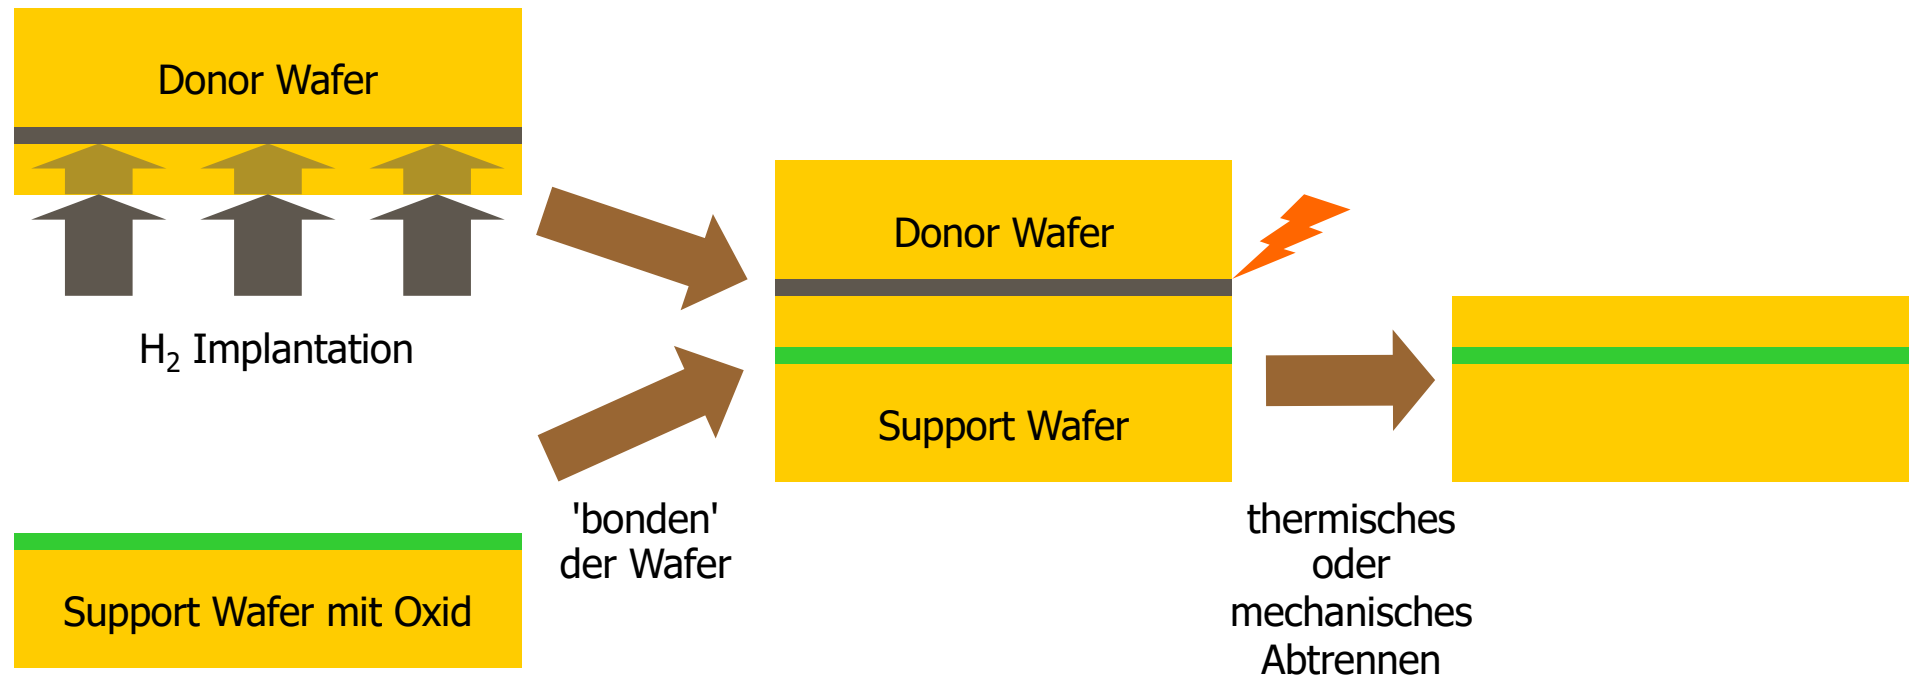 Donor Wafer
H₂ Implantation
Support Wafer mit Oxid
'bonden'
der Wafer
Donor Wafer
Support Wafer
thermisches
oder
mechanisches
Abtrennen